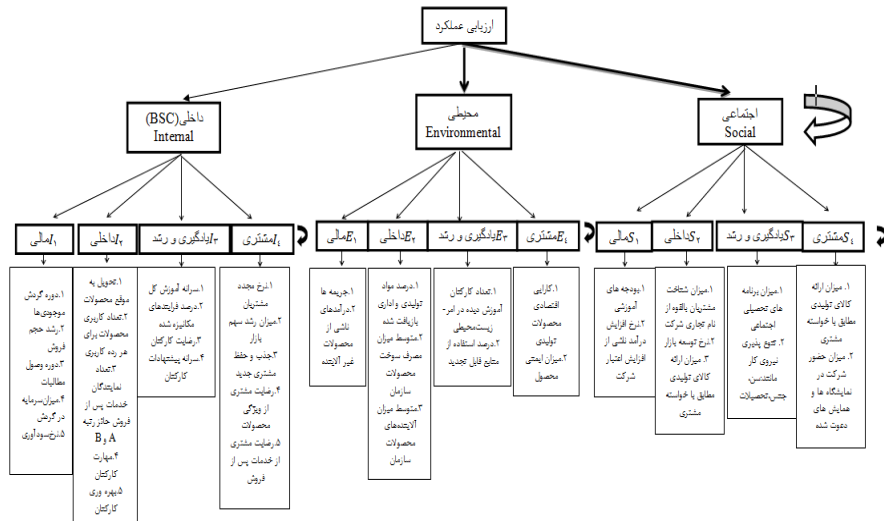 ارزیابی عملکرد
داخلی(BSC)
Internal
محیطی
Environmental
اجتماعی
Social
I۱مالی
I۲داخلی
I۳یادگیری و رشد
I٤مشتری
E۱مالی
E۲داخلی
E۳یادگیری و رشد
E٤مشتری
S۱مالی
S۲داخلی
S۳یادگیری و رشد
S٤مشتری
۱.دوره گردش
موجودی‌ها
۲.رشد حجم
فروش
۳.دوره وصول
مطالبات
۴.میزان‌سرمایه
در گردش
۵.نرخ‌سودآوری
۱.تحویل به
موقع محصولات
۲.تعداد کاربری
محصولات برای
هر رده کاربری
۳.تعداد
نمایندگان
خدمات پس از
فروش حائز رتبه
A و B
۴.مهارت
کارکنان
۵.بهره وری
کارکنان
۱.سرانه آموزش کل
۲.درصد فرایندهای
مکانیزه شده
۳.رضایت کارکنان
۴.سرانه پیشنهادات
کارکنان
۱.نرخ مجدد
مشتریان
۲.میزان رشد سهم
بازار
۳.جذب و حفظ
مشتری جدید
۴.رضایت مشتری
از ویژگی
محصولات
۵.رضایت مشتری
از خدمات پس از
فروش
۱.جریمه ها
۲.درآمدهای
ناشی از
محصولات
غیر آلاینده
۱.درصد مواد
تولیدی و اداری
بازیافت شده
۲.متوسط میزان
مصرف سوخت
محصولات
سازمان
۳.متوسط میزان
آلاینده‌های
محصولات
سازمان
۱.تعداد کارکنان
آموزش دیده در امر-
زیست‌محیطی
۲.درصد استفاده از
منابع قابل تجدید
۱.کارایی
اقتصادی
محصولات
تولیدی
۲.میزان ایمنی
محصول
۱.بودجه های
آموزشی
۲.نرخ افزایش
درآمد ناشی از
افزایش اعتبار
شرکت
۱.میزان شناخت
مشتریان بالقوه از
نام تجاری شرکت
۲.نرخ توسعه بازار
۳. میزان ارائه
کالای تولیدی
مطابق با خواسته
مشتری
۱.میزان برنامه
های تحصیلی
اجتماعی
۲. تنوع پذیری
نیروی کار
مانندسن،
جنس،تحصیلات
۱. میزان ارائه
کالای تولیدی
مطابق با خواسته
مشتری
۲. میزان حضور
شرکت در
نمایشگاه ها و
همایش های
دعوت شده